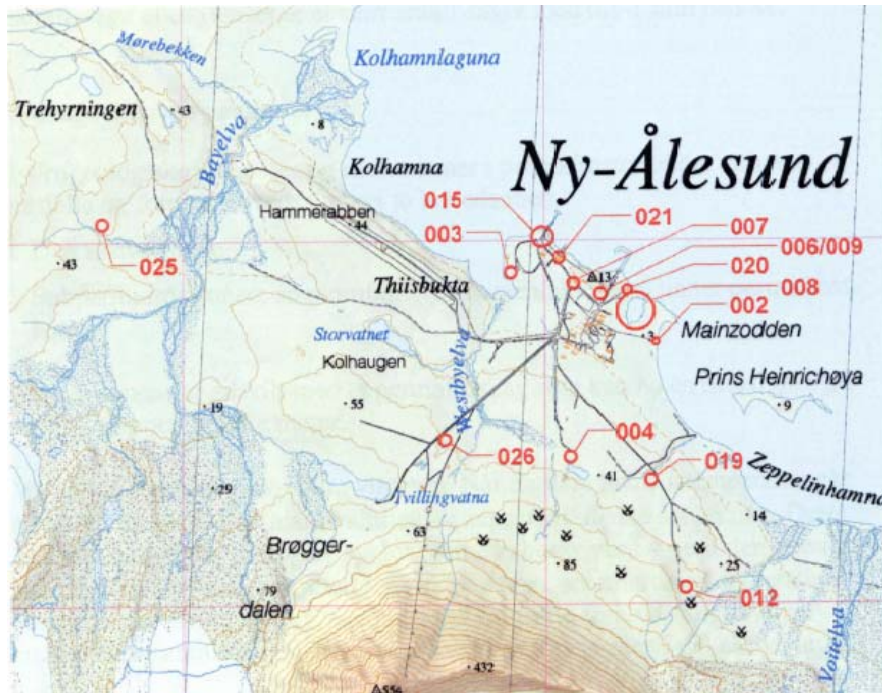 Mørebekken
Kolhamnlaguna
Trehyrningen
43
8
Bayelva
Kolhamna
Ny-Ålesund
Hammerabben
44
015
021
007
003
006/009
43
025
13
020
Thiisbukta
008
002
3
Mainzodden
Storvatnet
Kolhaugen
Vestbyelva
Prins Heinrichøya
19
55
9
004
026
019
41
Zeppelinhamna
29
Tvillingvatna
14
63
Brøgger-
85
25
79
012
dalen
432
Voitelva